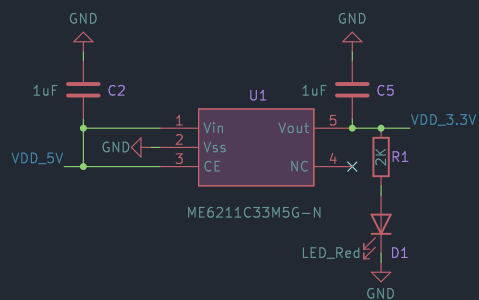 GND
GND
1uF C2
1uF C5
U1
1 Vin
Vout 5
VDD_3.3V
GND 2 Vss
2K R1
VDD_5V
3 CE
NC 4
ME6211C33M5G-N
LED_Red D1
GND